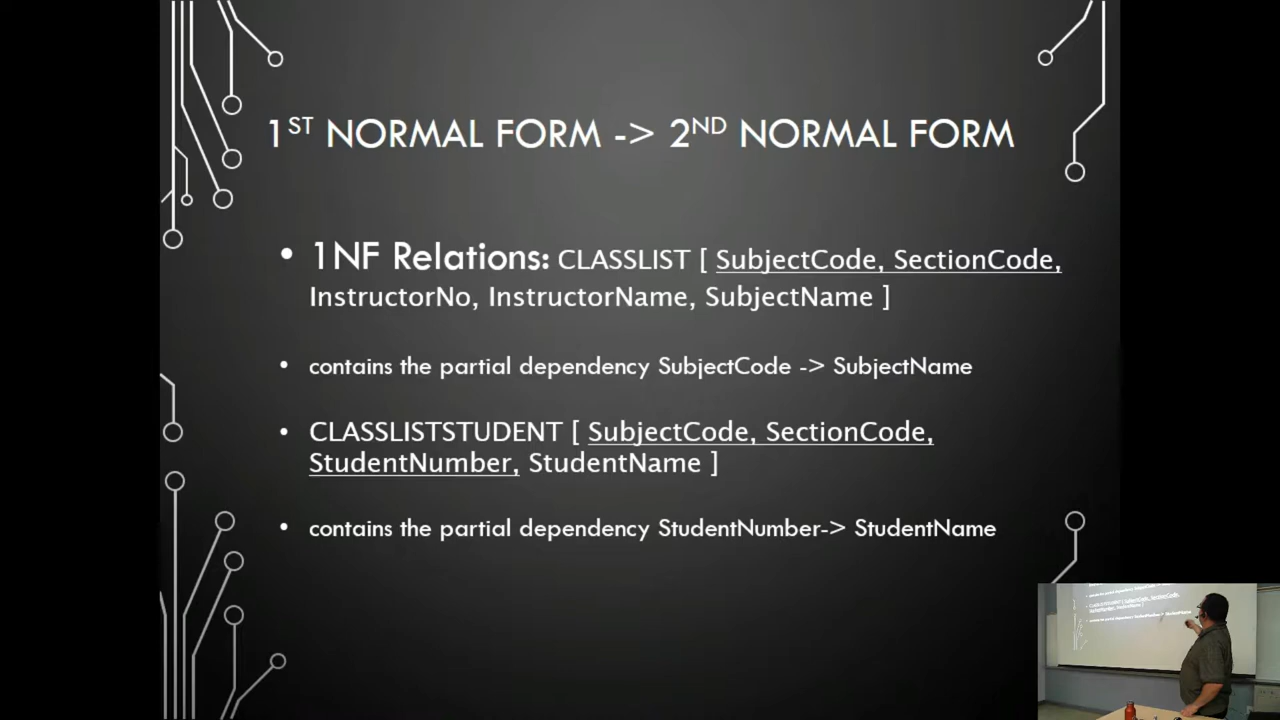 1ST NORMAL FORM -> 2ND NORMAL FORM
• 1NF Relations: CLASSLIST [ SubjectCode, SectionCode,
InstructorNo, InstructorName, SubjectName ]
• contains the partial dependency SubjectCode -> SubjectName
• CLASSLISTSTUDENT [ SubjectCode, SectionCode,
StudentNumber, StudentName ]
• contains the partial dependency StudentNumber-> StudentName